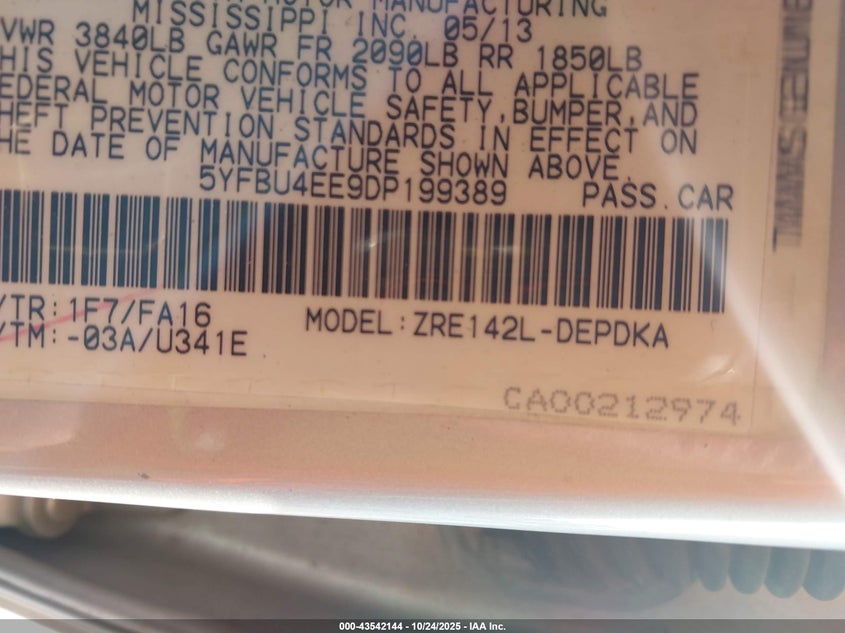 MOTOR MANUFACTURING
MISSISSIPPI INC. 05/13
VWR 3840LB GAWR FR 2090LB RR 1850LB
HIS VEHICLE CONFORMS TO ALL APPLICABLE
EDERAL MOTOR VEHICLE SAFETY, BUMPER, AND
HEFT PREVENTION STANDARDS IN EFFECT ON
HE DATE OF MANUFACTURE SHOWN ABOVE.
5YFBU4EE9DP199389 PASS.CAR
/TR:1F7/FA16
/TM:-03A/U341E
MODEL:ZRE142L-DEPDKA
CA00212974
000-43542144 - 10/24/2025 - IAA Inc.